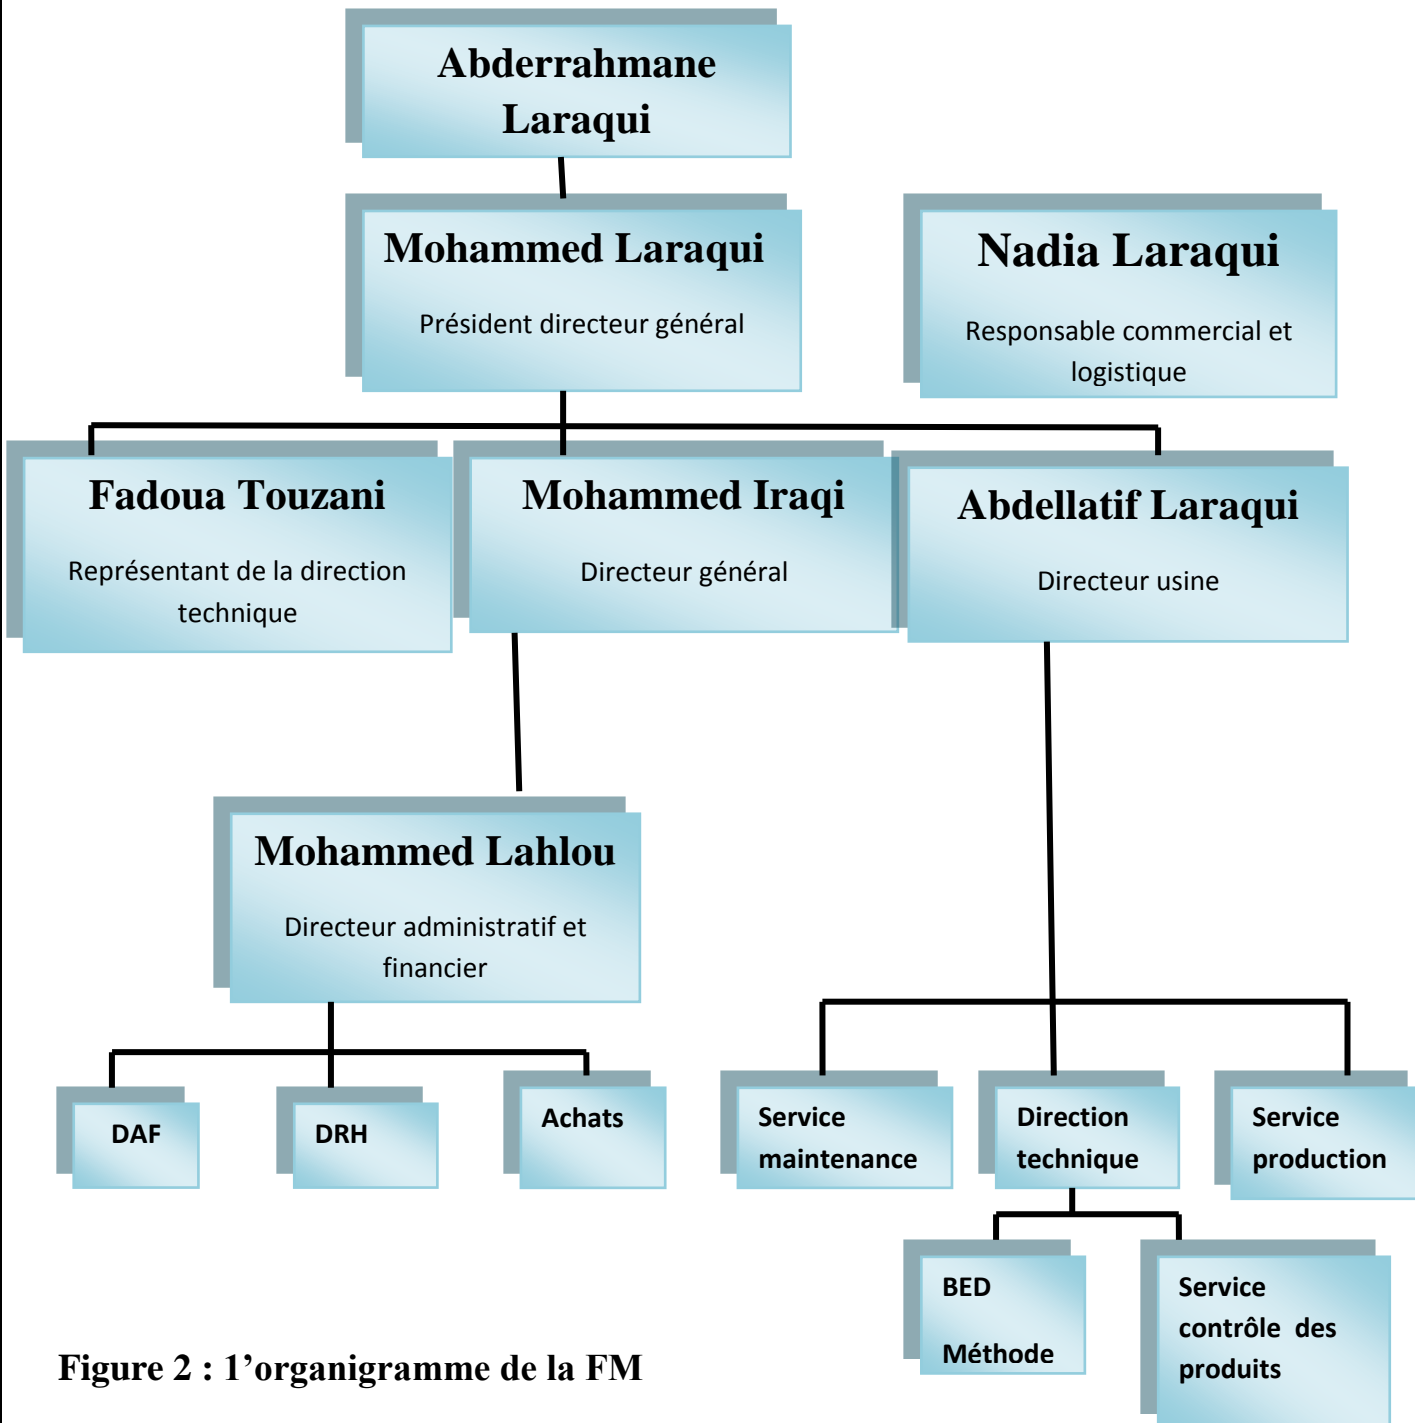 Abderrahmane
Laraqui
Mohammed Laraqui
Président directeur général
Nadia Laraqui
Responsable commercial et
logistique
Fadoua Touzani
Représentant de la direction
technique
Mohammed Iraqi
Directeur général
Abdellatif Laraqui
Directeur usine
Mohammed Lahlou
Directeur administratif et
financier
DAF
DRH
Achats
Service
maintenance
Direction
technique
Service
production
BED
Méthode
Service
contrôle des
produits
Figure 2 : 1’organigramme de la FM